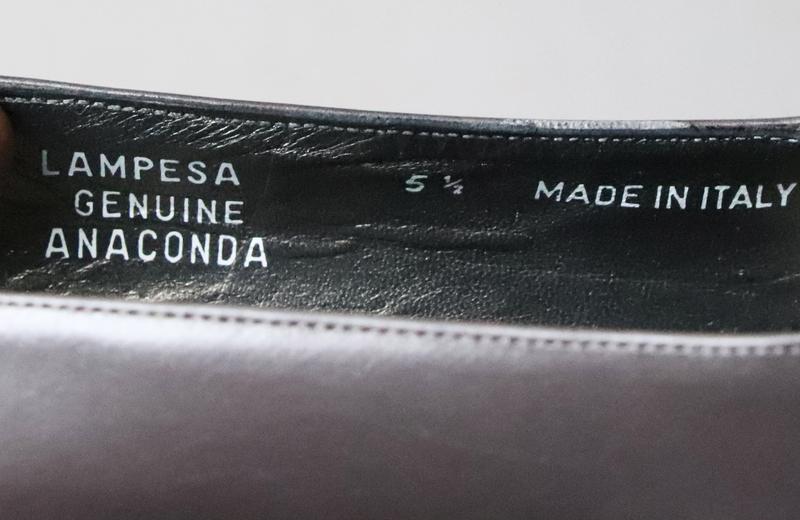 LAMPESA
GENUINE
ANACONDA
5 ½
MADE IN ITALY